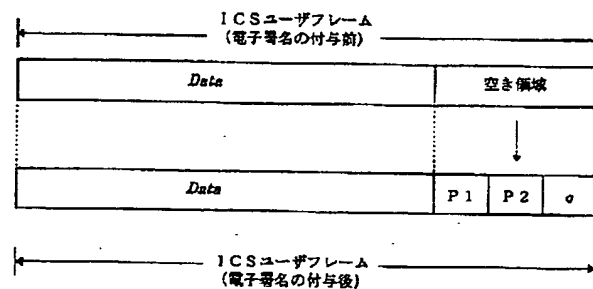 ICSユーザフレーム
(電子署名の付与前)
Data 空き領域
Data P1 P2 σ
ICSユーザフレーム
(電子署名の付与後)